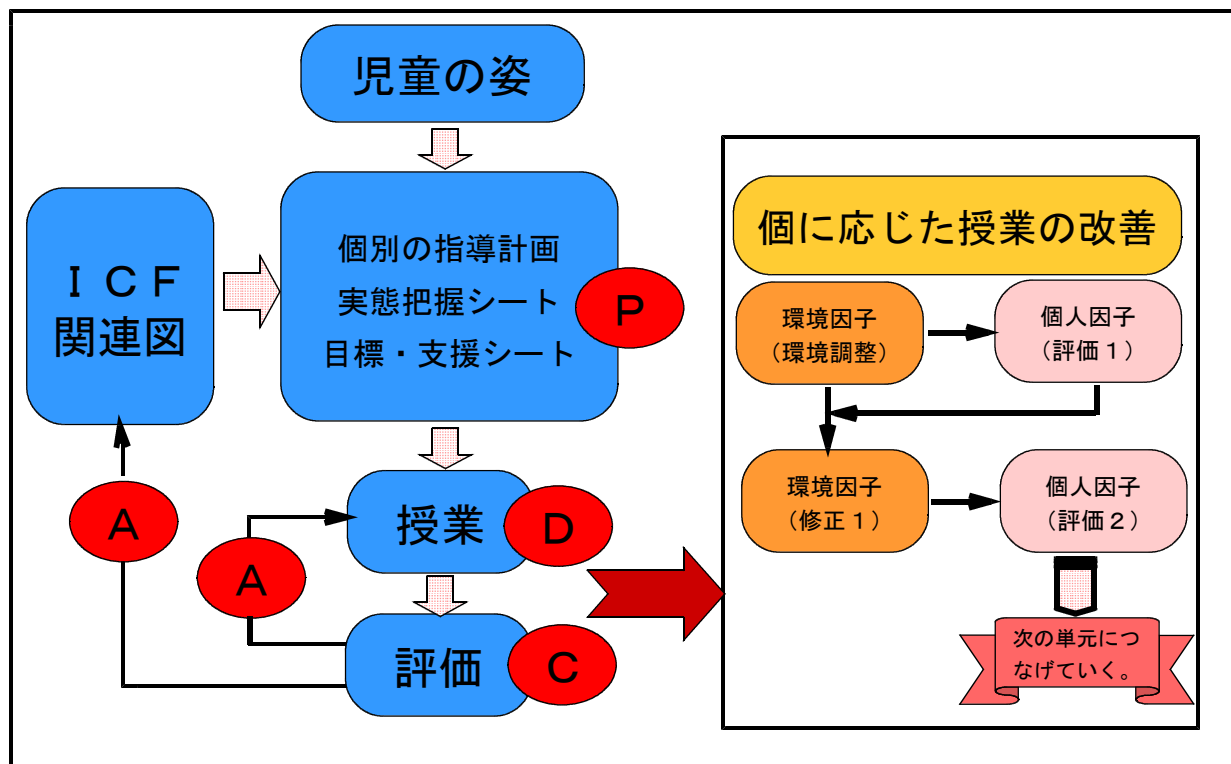 児童の姿
ＩＣＦ
関連図
個別の指導計画
実態把握シート
目標・支援シート
Ｐ
授業
Ｄ
Ａ
Ａ
評価
Ｃ
個に応じた授業の改善
環境因子
（環境調整）
個人因子
（評価１）
環境因子
（修正１）
個人因子
（評価２）
次の単元につ
なげていく。